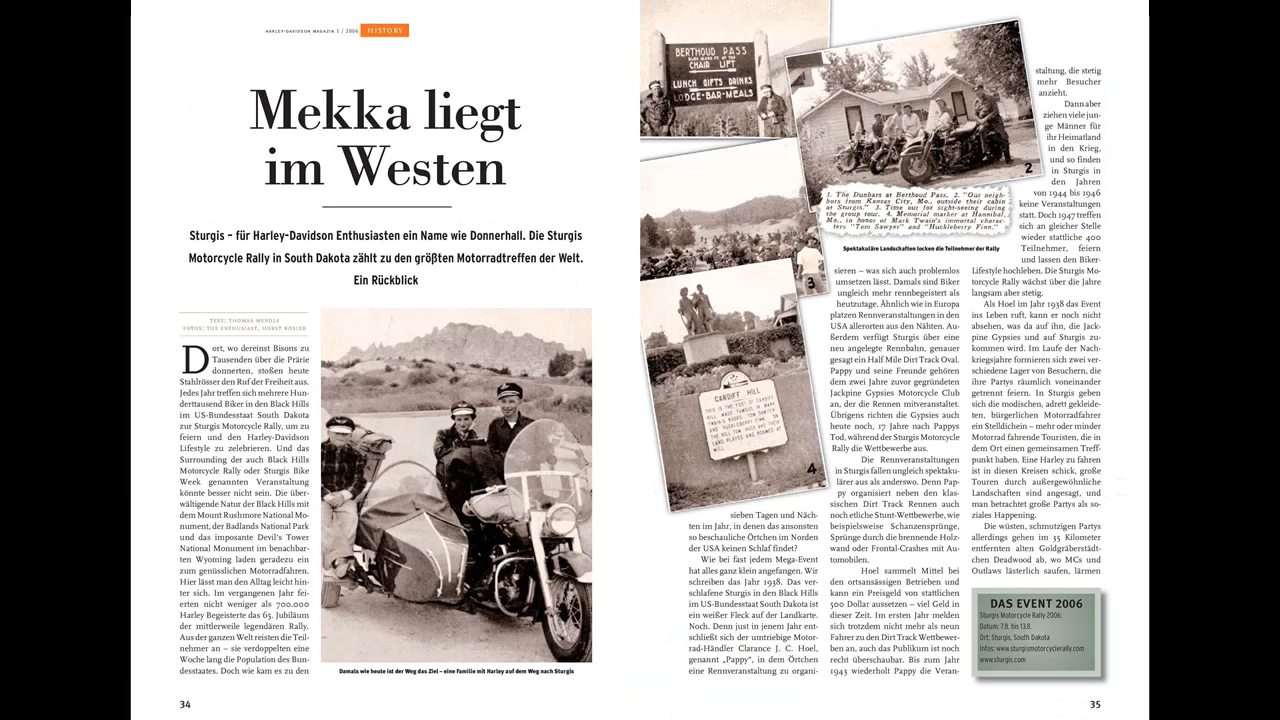 HARLEY-DAVIDSON MAGAZIN 1 / 2006 HISTORY
Mekka liegt
im Westen
Sturgis – für Harley-Davidson Enthusiasten ein Name wie Donnerhall. Die Sturgis
Motorcycle Rally in South Dakota zählt zu den größten Motorradtreffen der Welt.
Ein Rückblick
TEXT: THOMAS MENDLE
FOTOS: THE ENTHUSIAST, HORST RÖSLER
Dort, wo dereinst Bisons zu
Tausenden über die Prärie
donnerten, stoßen heute
Stahlrösser den Ruf der Freiheit aus.
Jedes Jahr treffen sich mehrere Hun-
derttausend Biker in den Black Hills
im US-Bundesstaat South Dakota
zur Sturgis Motorcycle Rally, um zu
feiern und den Harley-Davidson
Lifestyle zu zelebrieren. Und das
Surrounding der auch Black Hills
Motorcycle Rally oder Sturgis Bike
Week genannten Veranstaltung
könnte besser nicht sein. Die über-
wältigende Natur der Black Hills mit
dem Mount Rushmore National Mo-
nument, der Badlands National Park
und das imposante Devil's Tower
National Monument im benachbar-
ten Wyoming laden geradezu ein
zum genüsslichen Motorradfahren.
Hier lässt man den Alltag leicht hin-
ter sich. Im vergangenen Jahr fei-
erten nicht weniger als 700.000
Harley Begeisterte das 65. Jubiläum
der mittlerweile legendären Rally.
Aus der ganzen Welt reisten die Teil-
nehmer an – sie verdoppelten eine
Woche lang die Population des Bun-
desstaates. Doch wie kam es zu den
Damals wie heute ist der Weg das Ziel – eine Familie mit Harley auf dem Weg nach Sturgis
34
BERTHOUD PASS
CHAIR LIFT
LUNCH GIFTS DRINKS
LODGE-BAR-MEALS
2
1. The Dunbars at Berthoud Pass. 2. "Our neigh-
bors from Kansas City, Mo., outside their cabin
at Sturgis." 3. Time out for sight-seeing during
the group tour. 4. Memorial marker at Hannibal,
Mo., in honor of Mark Twain's immortal charac-
ters "Tom Sawyer" and "Huckleberry Finn."
Spektakuläre Landschaften locken die Teilnehmer der Rally
3
CARDIFF HILL
4
sieben Tagen und Näch-
ten im Jahr, in denen das ansonsten
so beschauliche Örtchen im Norden
der USA keinen Schlaf findet?
Wie bei fast jedem Mega-Event
hat alles ganz klein angefangen. Wir
schreiben das Jahr 1938. Das ver-
schlafene Sturgis in den Black Hills
im US-Bundesstaat South Dakota ist
ein weißer Fleck auf der Landkarte.
Noch. Denn just in jenem Jahr ent-
schließt sich der umtriebige Motor-
rad-Händler Clarance J. C. Hoel,
genannt „Pappy“, in dem Örtchen
eine Rennveranstaltung zu organi-
sieren – was sich auch problemlos
umsetzen lässt. Damals sind Biker
ungleich mehr rennbegeistert als
heutzutage. Ähnlich wie in Europa
platzen Rennveranstaltungen in den
USA allerorten aus den Nähten. Au-
ßerdem verfügt Sturgis über eine
neu angelegte Rennbahn, genauer
gesagt ein Half Mile Dirt Track Oval.
Pappy und seine Freunde gehören
dem zwei Jahre zuvor gegründeten
Jackpine Gypsies Motorcycle Club
an, der die Rennen mitveranstaltet.
Übrigens richten die Gypsies auch
heute noch, 17 Jahre nach Pappys
Tod, während der Sturgis Motorcycle
Rally die Wettbewerbe aus.
Die Rennveranstaltungen
in Sturgis fallen ungleich spektaku-
lärer aus als anderswo. Denn Pap-
py organisiert neben den klas-
sischen Dirt Track Rennen auch
noch etliche Stunt-Wettbewerbe, wie
beispielsweise Schanzensprünge,
Sprünge durch die brennende Holz-
wand oder Frontal-Crashes mit Au-
tomobilen.
Hoel sammelt Mittel bei
den ortsansässigen Betrieben und
kann ein Preisgeld von stattlichen
500 Dollar aussetzen – viel Geld in
dieser Zeit. Im ersten Jahr melden
sich trotzdem nicht mehr als neun
Fahrer zu den Dirt Track Wettbewer-
ben an, auch das Publikum ist noch
recht überschaubar. Bis zum Jahr
1943 wiederholt Pappy die Veran-
staltung, die stetig
mehr Besucher
anzieht.
Dann aber
ziehen viele jun-
ge Männer für
ihr Heimatland
in den Krieg,
und so finden
in Sturgis in
den Jahren
von 1944 bis 1946
keine Veranstaltungen
statt. Doch 1947 treffen
sich an gleicher Stelle
wieder stattliche 400
Teilnehmer, feiern
und lassen den Biker-
Lifestyle hochleben. Die Sturgis Mo-
torcycle Rally wächst über die Jahre
langsam aber stetig.
Als Hoel im Jahr 1938 das Event
ins Leben ruft, kann er noch nicht
absehen, was da auf ihn, die Jack-
pine Gypsies und auf Sturgis zu-
kommen wird. Im Laufe der Nach-
kriegsjahre formieren sich zwei ver-
schiedene Lager von Besuchern, die
ihre Partys räumlich voneinander
getrennt feiern. In Sturgis geben
sich die modischen, adrett gekleide-
ten, bürgerlichen Motorradfahrer
ein Stelldichein – mehr oder minder
Motorrad fahrende Touristen, die in
dem Ort einen gemeinsamen Treff-
punkt haben. Eine Harley zu fahren
ist in diesen Kreisen schick, große
Touren durch außergewöhnliche
Landschaften sind angesagt, und
man betrachtet große Partys als so-
ziales Happening.
Die wüsten, schmutzigen Partys
allerdings gehen im 35 Kilometer
entfernten alten Goldgräberstädt-
chen Deadwood ab, wo MCs und
Outlaws lästerlich saufen, lärmen
DAS EVENT 2006
Sturgis Motorcycle Rally 2006:
Datum: 7.8. bis 13.8.
Ort: Sturgis, South Dakota
Infos: www.sturgismotorcyclerally.com
www.sturgis.com
35